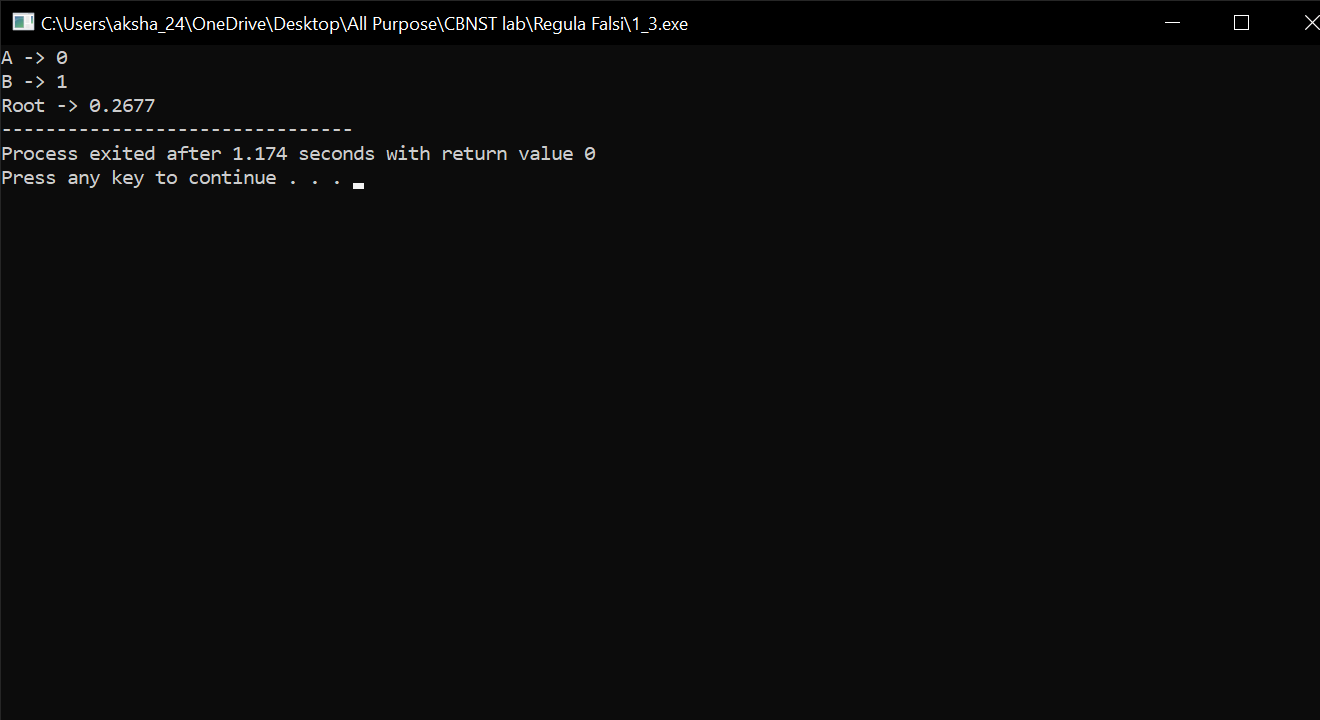 C:\Users\aksha_24\OneDrive\Desktop\All Purpose\CBNST lab\Regula Falsi\1_3.exe
A -> 0
B -> 1
Root -> 0.2677
--------------------------------
Process exited after 1.174 seconds with return value 0
Press any key to continue . . .